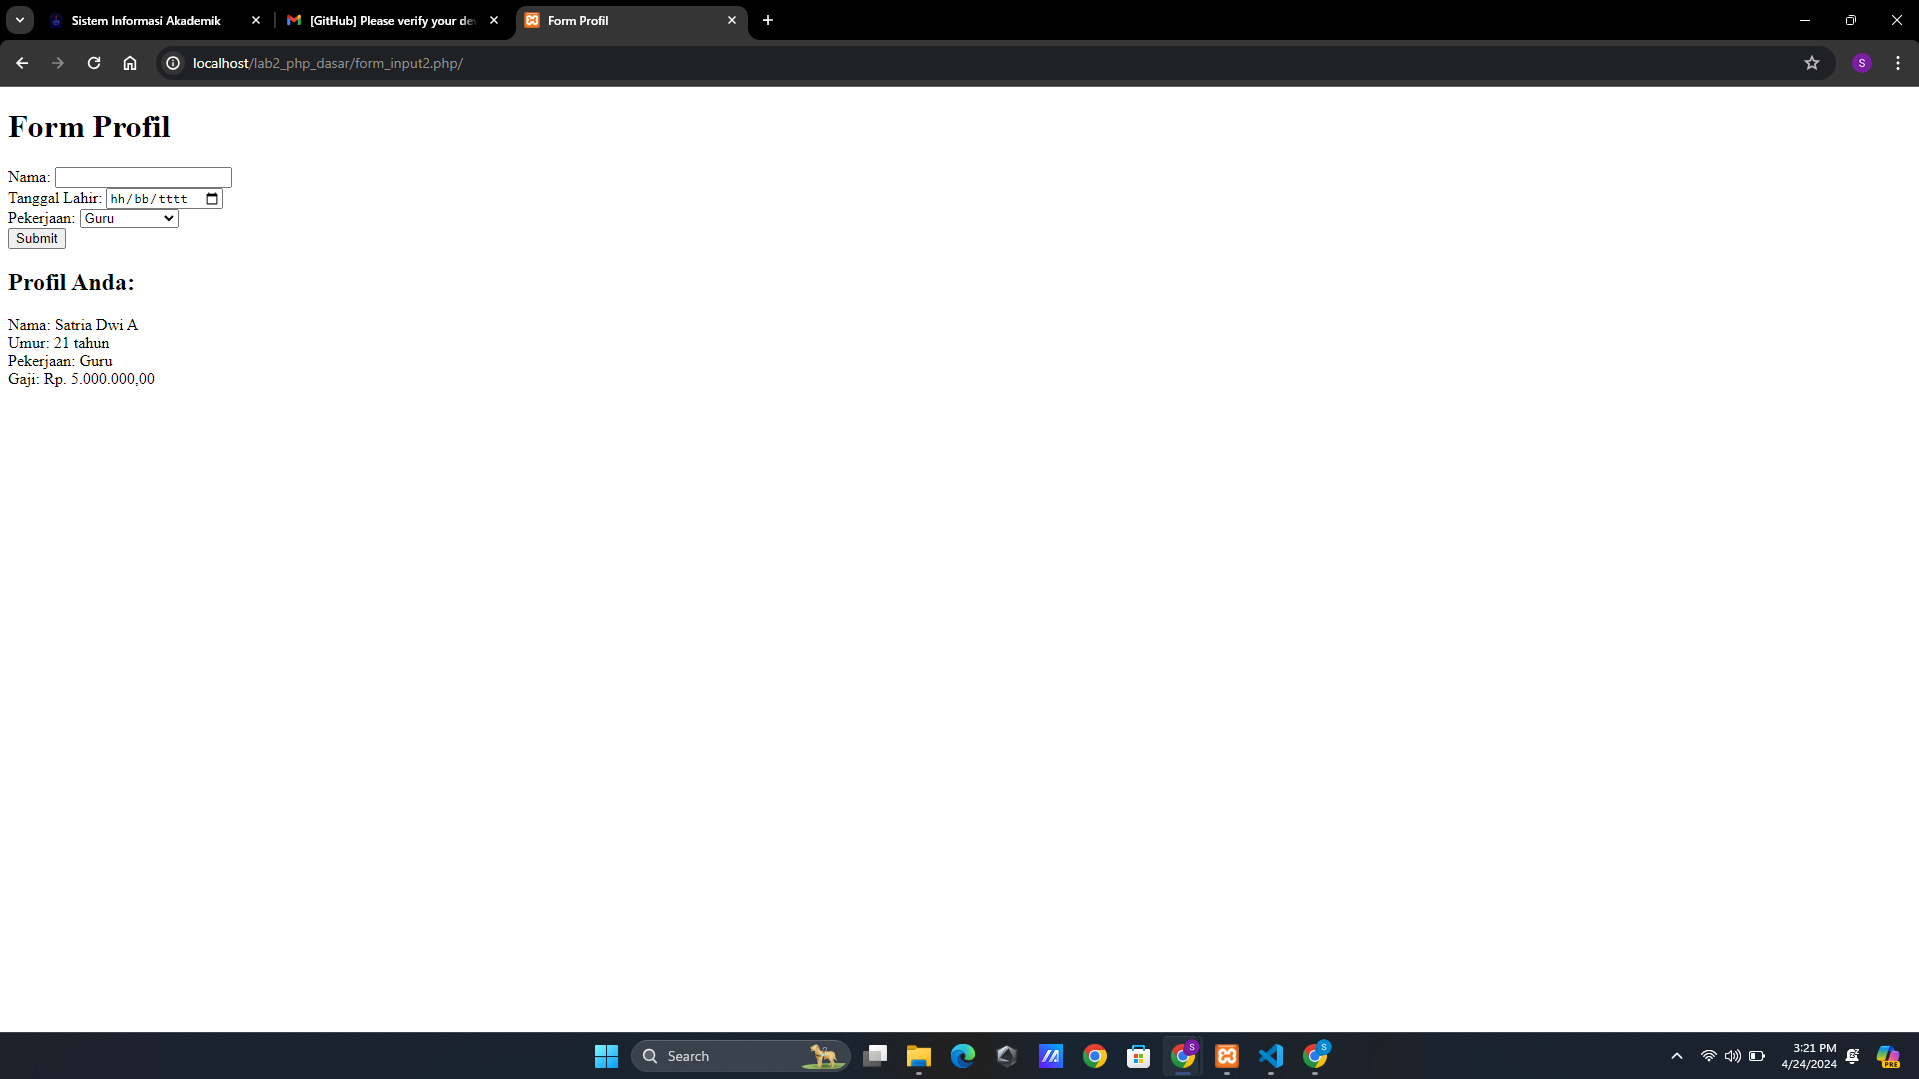 Sistem Informasi Akademik
[GitHub] Please verify your dev
Form Profil
localhost/lab2_php_dasar/form_input2.php/
S
Form Profil
Nama:
Tanggal Lahir: hh/bb/tttt
Pekerjaan: Guru
Submit
Profil Anda:
Nama: Satria Dwi A
Umur: 21 tahun
Pekerjaan: Guru
Gaji: Rp. 5.000.000,00
Search
S
S
3:21 PM
4/24/2024
PRE